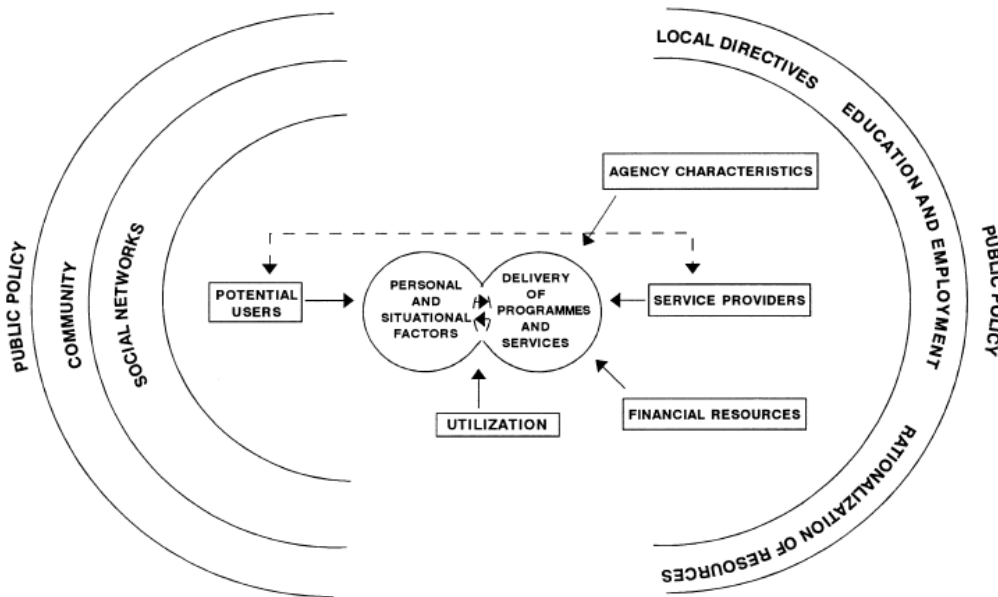 PUBLIC POLICY
COMMUNITY
SOCIAL NETWORKS
POTENTIAL
USERS
PERSONAL
AND
SITUATIONAL
FACTORS
DELIVERY
OF
PROGRAMMES
AND
SERVICES
UTILIZATION
AGENCY CHARACTERISTICS
SERVICE PROVIDERS
FINANCIAL RESOURCES
LOCAL DIRECTIVES
EDUCATION AND EMPLOYMENT
RATIONALIZATION OF RESOURCES
PUBLIC POLICY